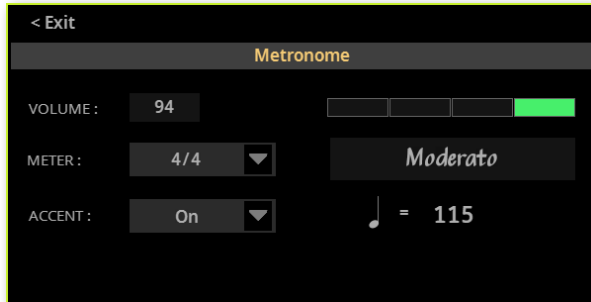 < Exit
Metronome
VOLUME : 94
METER : 4/4 Moderato
ACCENT : On = 115